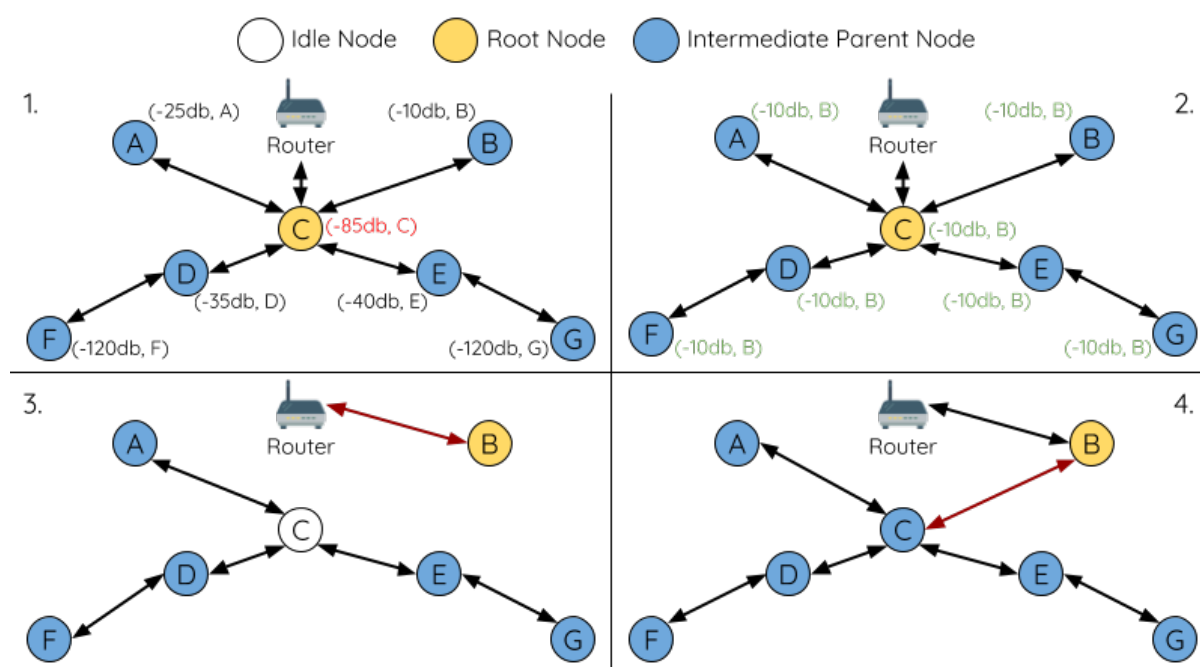 Idle Node
Root Node
Intermediate Parent Node
1.
(-25db, A)
(-10db, B)
A
Router
B
C
(-85db, C)
D
E
(-35db, D)
(-40db, E)
F
(-120db, F)
(-120db, G)
G
2.
(-10db, B)
(-10db, B)
A
Router
B
C
(-10db, B)
D
E
(-10db, B)
(-10db, B)
F
(-10db, B)
(-10db, B)
G
3.
A
Router
B
C
D
E
F
G
4.
A
Router
B
C
D
E
F
G